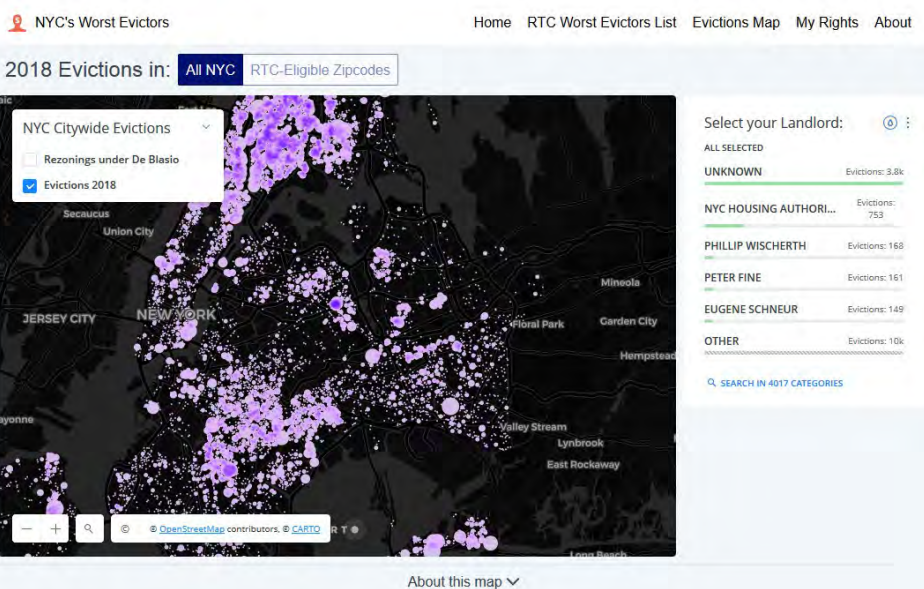 NYC's Worst Evictors
Home RTC Worst Evictors List Evictions Map My Rights About
2018 Evictions in: All NYC RTC-Eligible Zipcodes
NYC Citywide Evictions
Rezonings under De Blasio
Evictions 2018
Secaucus
Union City
JERSEY CITY
NEW YORK
Mineola
Floral Park
Garden City
Hempstead
Valley Stream
Lynbrook
East Rockaway
Long Beach
ayonne
© © OpenStreetMap contributors, © CARTO
Select your Landlord:
ALL SELECTED
UNKNOWN Evictions: 3.8k
NYC HOUSING AUTHORI... Evictions:
753
PHILLIP WISCHERTH Evictions: 168
PETER FINE Evictions: 161
EUGENE SCHNEUR Evictions: 149
OTHER Evictions: 10k
SEARCH IN 4017 CATEGORIES
About this map